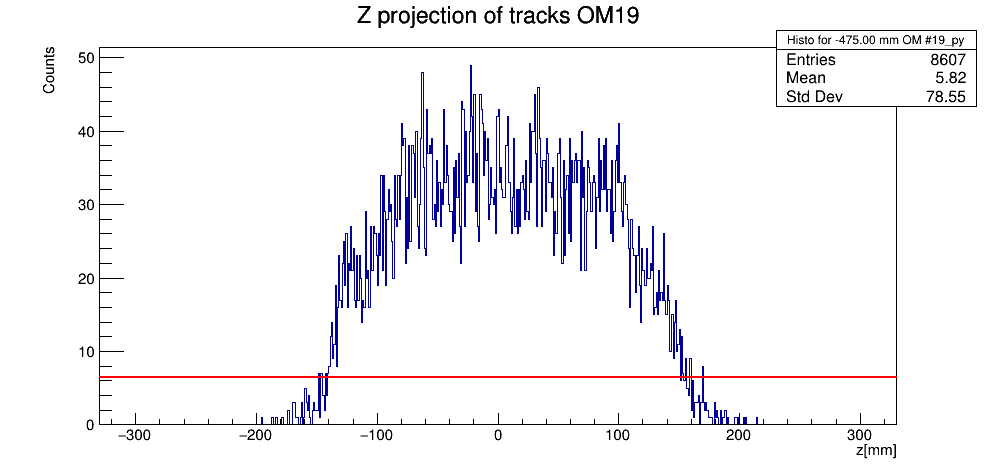 Z projection of tracks OM19
Histo for -475.00 mm OM #19_py
Entries 8607
Mean 5.82
Std Dev 78.55
Counts
50
40
30
20
10
0
−300 −200 −100 0 100 200 300
z[mm]